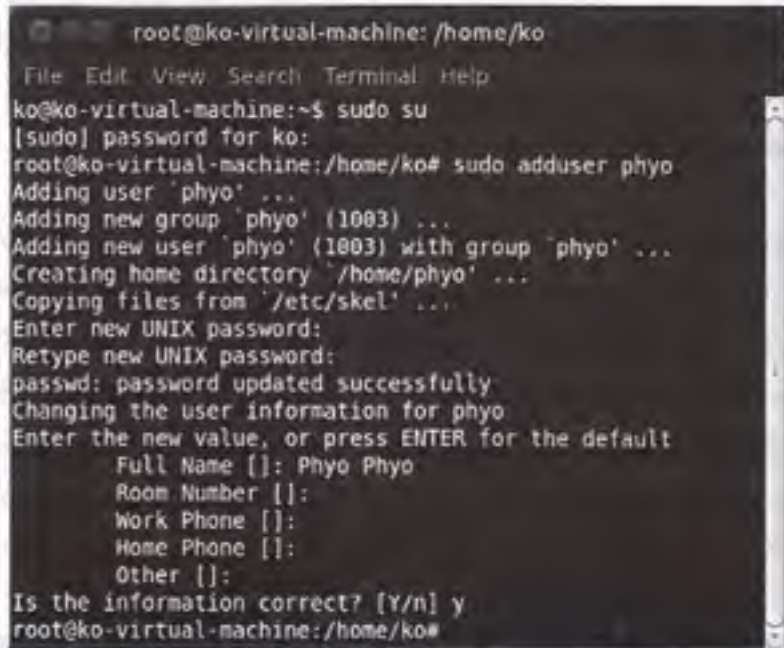 root@ko-virtual-machine: /home/ko
File Edit View Search Terminal Help
ko@ko-virtual-machine:~$ sudo su
[sudo] password for ko:
root@ko-virtual-machine:/home/ko# sudo adduser phyo
Adding user `phyo' ...
Adding new group `phyo' (1003) ...
Adding new user `phyo' (1003) with group `phyo' ...
Creating home directory `/home/phyo' ...
Copying files from `/etc/skel' ...
Enter new UNIX password:
Retype new UNIX password:
passwd: password updated successfully
Changing the user information for phyo
Enter the new value, or press ENTER for the default
Full Name []: Phyo Phyo
Room Number []:
Work Phone []:
Home Phone []:
Other []:
Is the information correct? [Y/n] y
root@ko-virtual-machine:/home/ko#